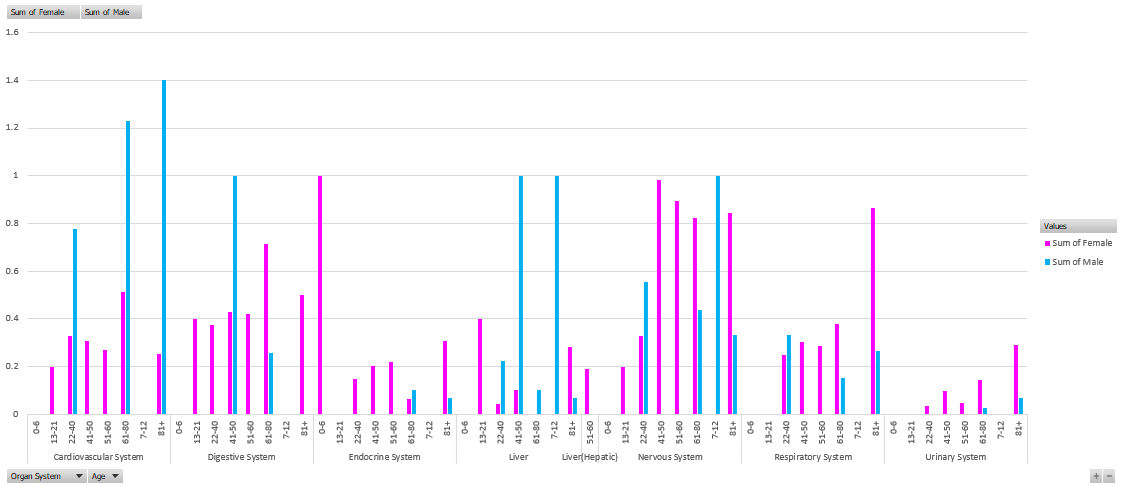 Sum of Female Sum of Male
1.6
1.4
1.2
1
0.8
0.6
0.4
0.2
0
0-6 13-21 22-40 41-50 51-60 61-80 7-12 81+ 0-6 13-21 22-40 41-50 51-60 61-80 7-12 81+ 0-6 13-21 22-40 41-50 51-60 61-80 7-12 81+ 0-6 13-21 22-40 41-50 61-80 7-12 81+ 51-60 0-6 13-21 22-40 41-50 51-60 61-80 7-12 81+ 0-6 13-21 22-40 41-50 51-60 61-80 7-12 81+ 0-6 13-21 22-40 41-50 51-60 61-80 7-12 81+
Cardiovascular System Digestive System Endocrine System Liver Liver(Hepatic) Nervous System Respiratory System Urinary System
Values
Sum of Female
Sum of Male
Organ System Age
+ −